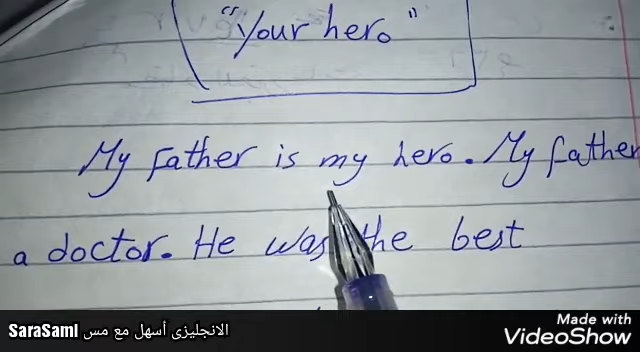 "Your hero"
My father is my hero. My father
a doctor. He was the best
الانجليزى أسهل مع مس SaraSaml
Made with
VideoShow